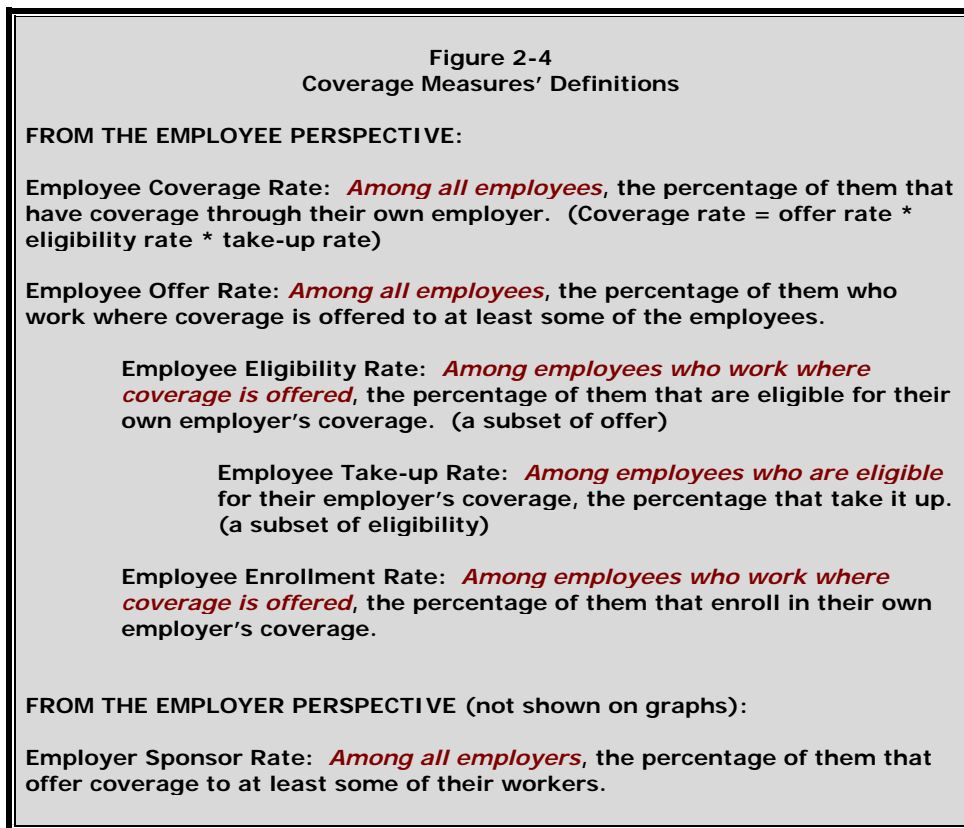 Figure 2-4
Coverage Measures' Definitions
FROM THE EMPLOYEE PERSPECTIVE:
Employee Coverage Rate: Among all employees, the percentage of them that
have coverage through their own employer. (Coverage rate = offer rate *
eligibility rate * take-up rate)
Employee Offer Rate: Among all employees, the percentage of them who
work where coverage is offered to at least some of the employees.
Employee Eligibility Rate: Among employees who work where
coverage is offered, the percentage of them that are eligible for their
own employer's coverage. (a subset of offer)
Employee Take-up Rate: Among employees who are eligible
for their employer's coverage, the percentage that take it up.
(a subset of eligibility)
Employee Enrollment Rate: Among employees who work where
coverage is offered, the percentage of them that enroll in their own
employer's coverage.
FROM THE EMPLOYER PERSPECTIVE (not shown on graphs):
Employer Sponsor Rate: Among all employers, the percentage of them that
offer coverage to at least some of their workers.